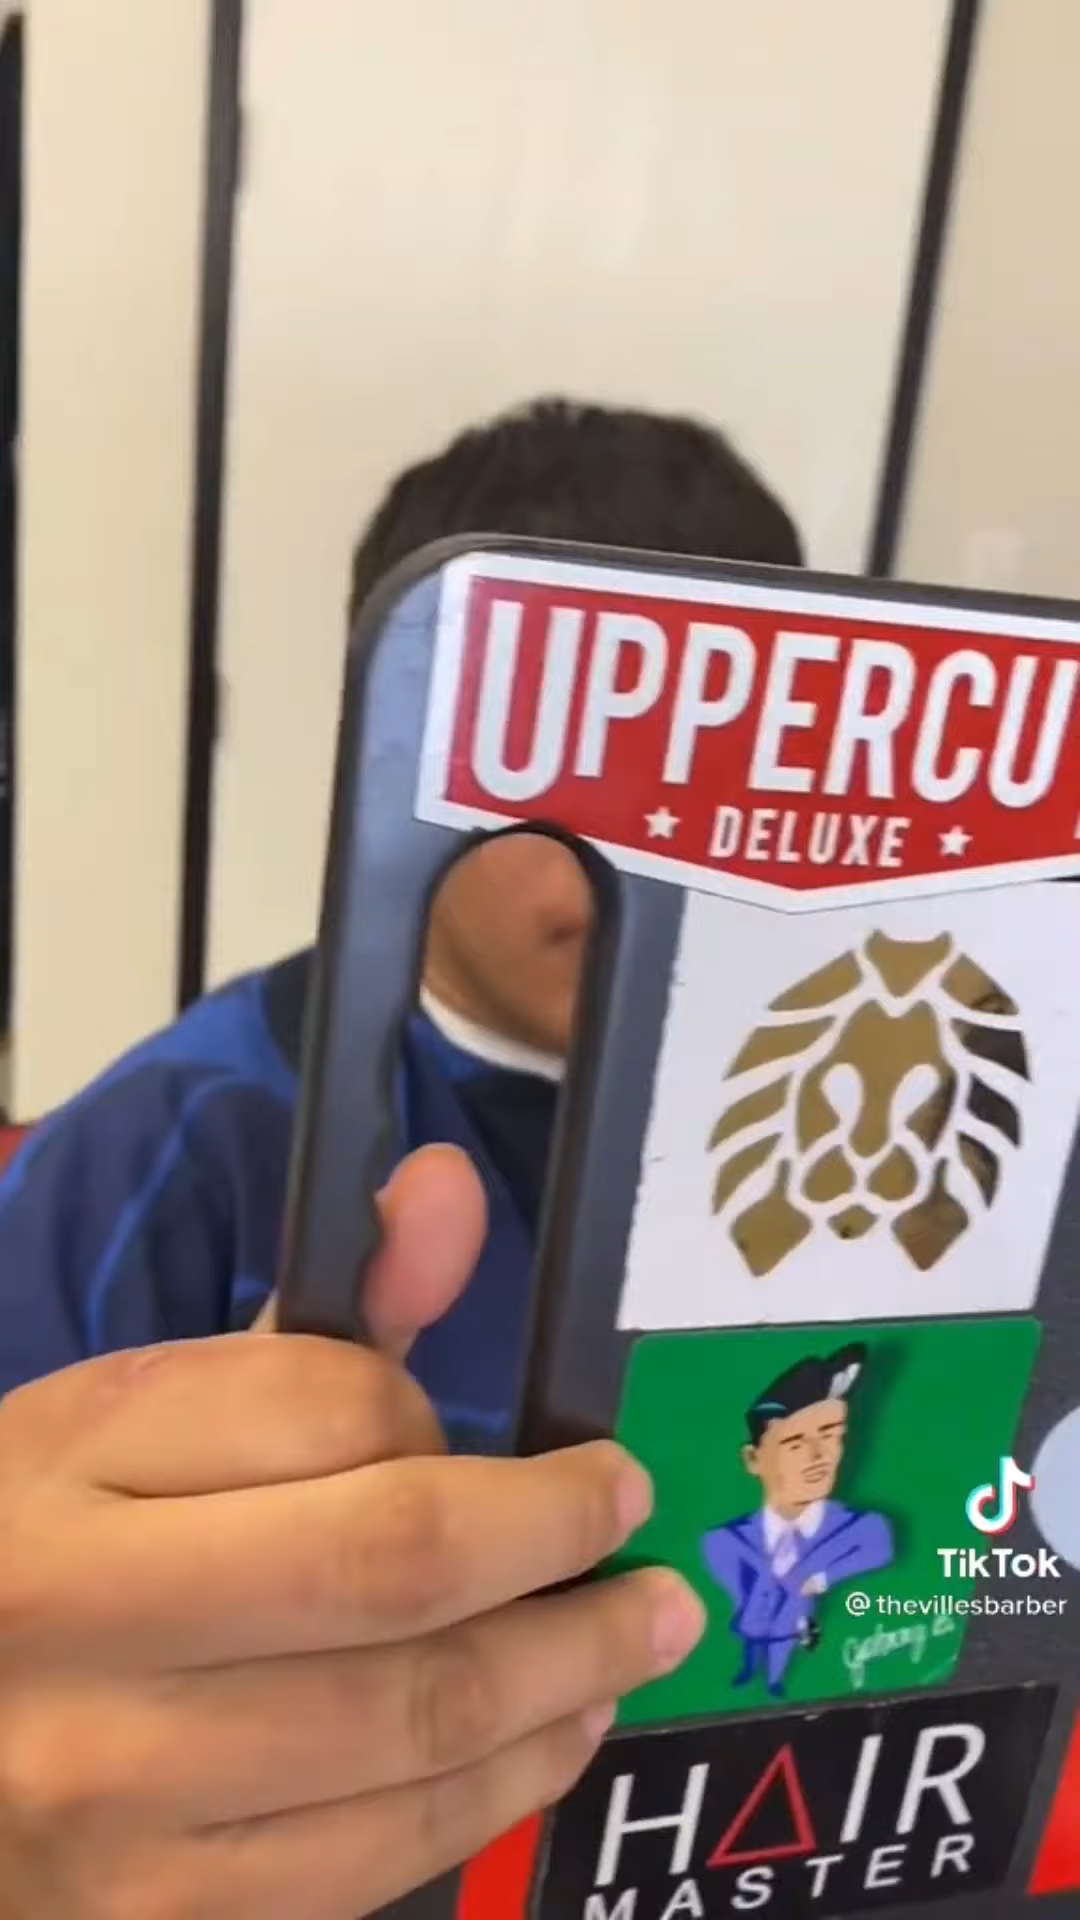 UPPERCU
DELUXE
TikTok
@thevillesbarber
HAIR
MASTER